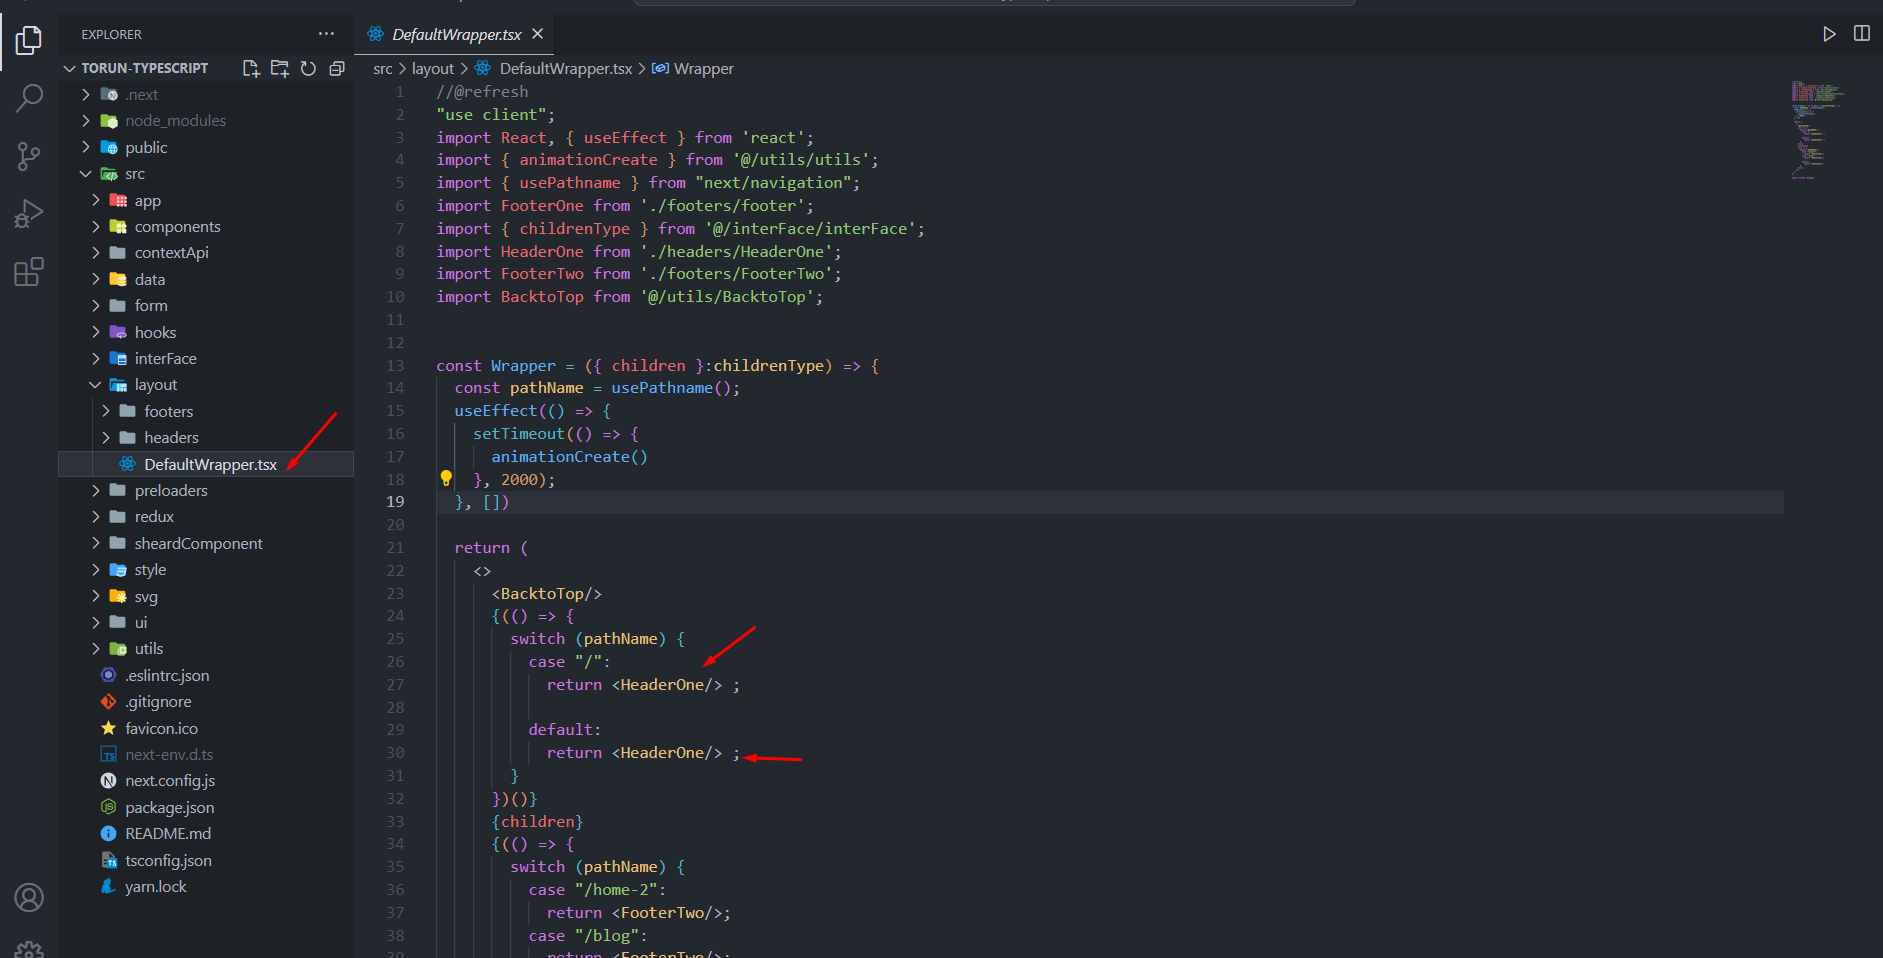 EXPLORER
TORUN-TYPESCRIPT
.next
node_modules
public
src
app
components
contextApi
data
form
hooks
interFace
layout
footers
headers
DefaultWrapper.tsx
preloaders
redux
sheardComponent
style
svg
ui
utils
.eslintrc.json
.gitignore
favicon.ico
next-env.d.ts
next.config.js
package.json
README.md
tsconfig.json
yarn.lock
DefaultWrapper.tsx
src > layout > DefaultWrapper.tsx > Wrapper
1 //@refresh
2 "use client";
3 import React, { useEffect } from 'react';
4 import { animationCreate } from '@/utils/utils';
5 import { usePathname } from "next/navigation";
6 import FooterOne from './footers/footer';
7 import { childrenType } from '@/interFace/interFace';
8 import HeaderOne from './headers/HeaderOne';
9 import FooterTwo from './footers/FooterTwo';
10 import BacktoTop from '@/utils/BacktoTop';
11
12
13 const Wrapper = ({ children }:childrenType) => {
14   const pathName = usePathname();
15   useEffect(() => {
16     setTimeout(() => {
17       animationCreate()
18     }, 2000);
19   }, [])
20
21   return (
22     <>
23       <BacktoTop/>
24       {(() => {
25         switch (pathName) {
26           case "/":
27             return <HeaderOne/> ;
28
29           default:
30             return <HeaderOne/> ;
31         }
32       })()}
33       {children}
34       {(() => {
35         switch (pathName) {
36           case "/home-2":
37             return <FooterTwo/>;
38           case "/blog":
39             return <FooterTwo/>;